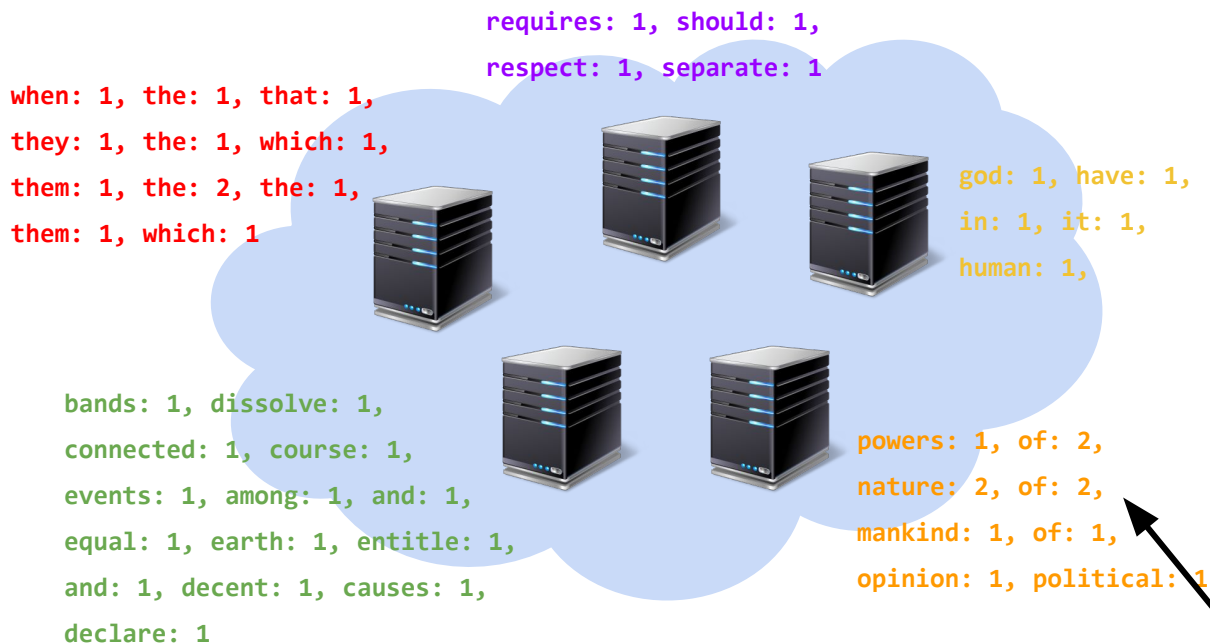 requires: 1, should: 1,
respect: 1, separate: 1
when: 1, the: 1, that: 1,
they: 1, the: 1, which: 1,
them: 1, the: 2, the: 1,
them: 1, which: 1
god: 1, have: 1,
in: 1, it: 1,
human: 1,
bands: 1, dissolve: 1,
connected: 1, course: 1,
events: 1, among: 1, and: 1,
equal: 1, earth: 1, entitle: 1,
and: 1, decent: 1, causes: 1,
declare: 1
powers: 1, of: 2,
nature: 2, of: 2,
mankind: 1, of: 1,
opinion: 1, political: 1